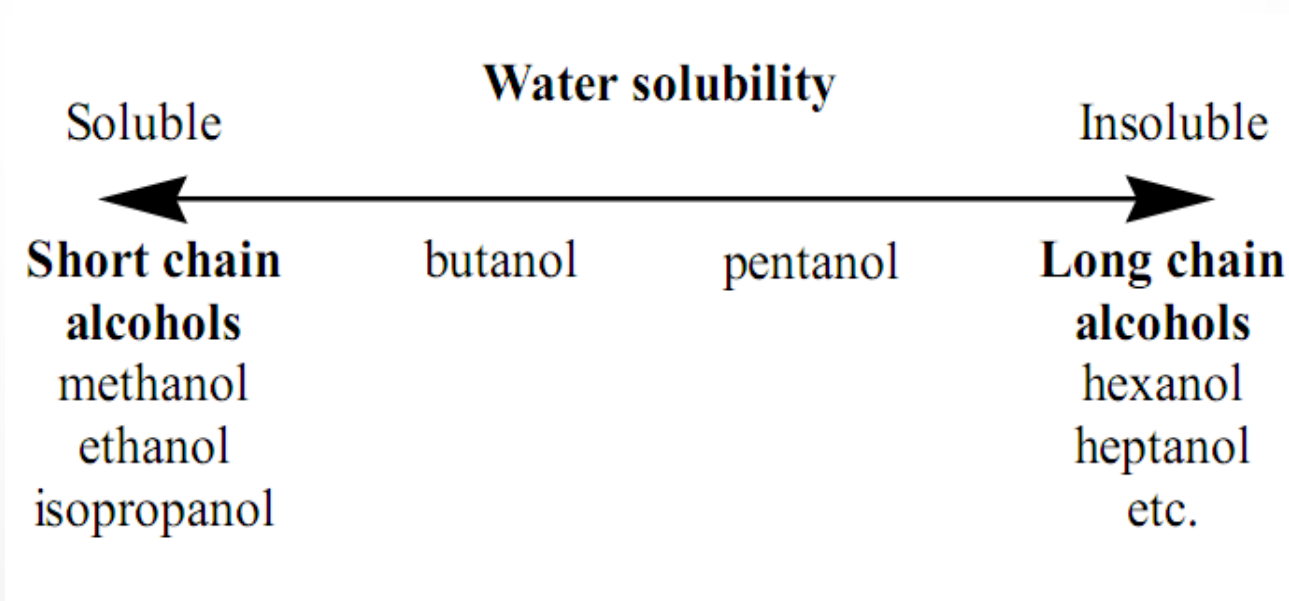 Water solubility
Soluble
Insoluble
Short chain
alcohols
methanol
ethanol
isopropanol
butanol
pentanol
Long chain
alcohols
hexanol
heptanol
etc.